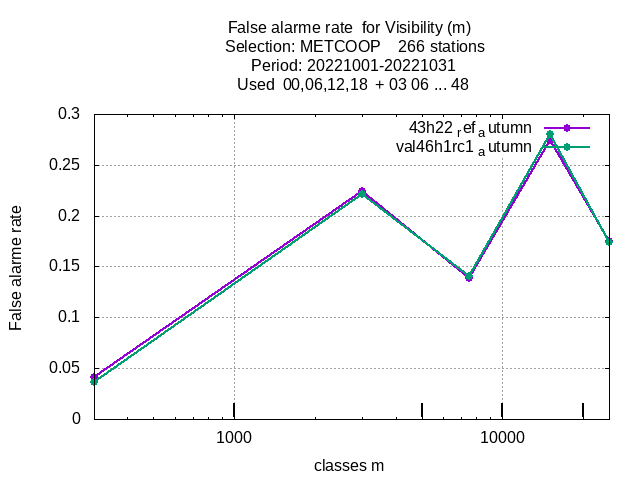 False alarme rate  for Visibility (m)
Selection: METCOOP    266 stations
Period: 20221001-20221031
Used  00,06,12,18  + 03 06 ... 48
43h22 ref a utumn
val46h1rc1 a utumn
0.3
0.25
0.2
0.15
0.1
0.05
0
False alarme rate
1000
10000
classes m